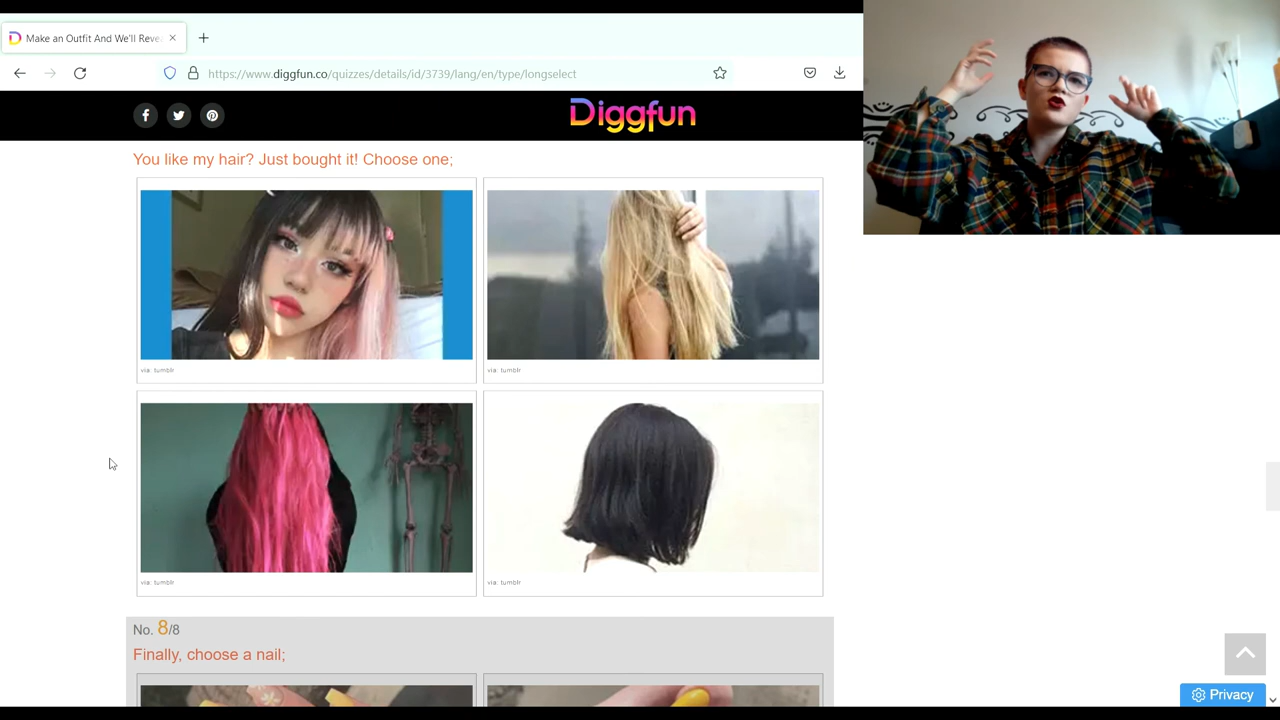 Make an Outfit And We'll Reve
https://www.diggfun.co/quizzes/details/id/3739/lang/en/type/longselect
Diggfun
You like my hair? Just bought it! Choose one;
via: tumblr
via: tumblr
via: tumblr
via: tumblr
No. 8/8
Finally, choose a nail;
Privacy